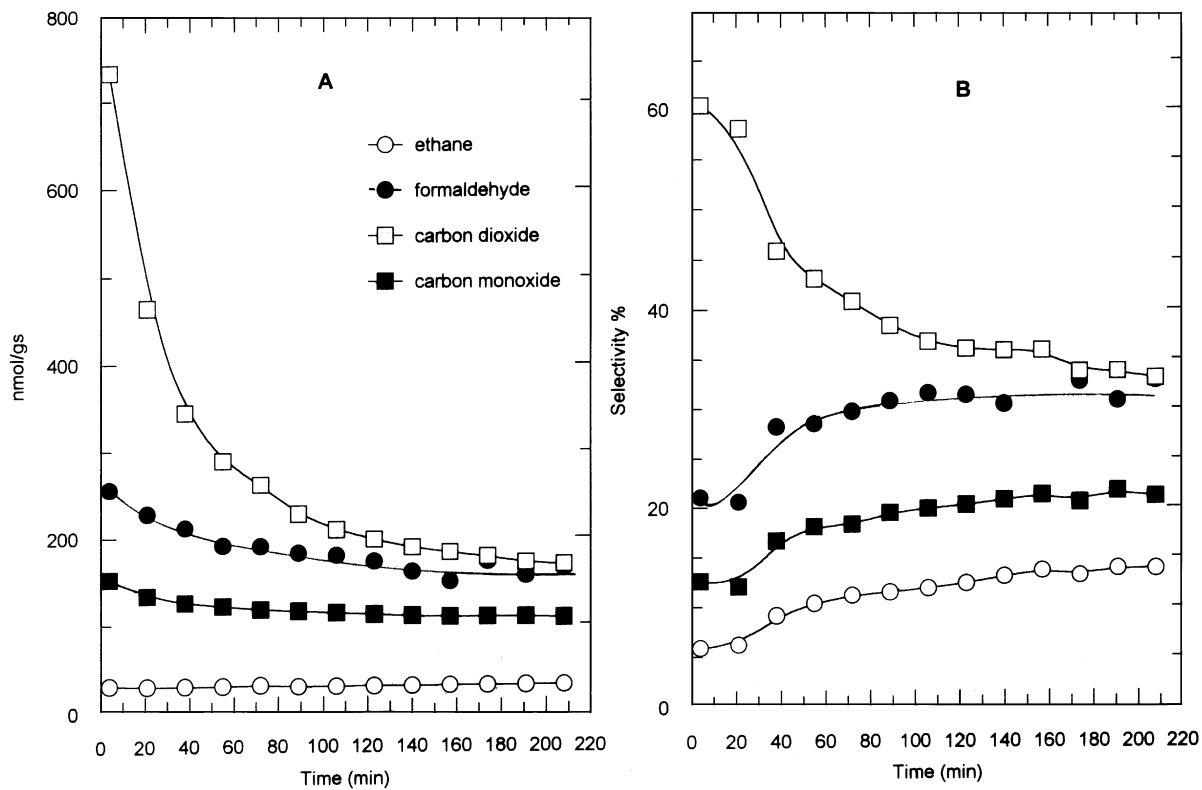 A
800
600
400
200
0
nmol/gs
ethane
formaldehyde
carbon dioxide
carbon monoxide
0 20 40 60 80 100 120 140 160 180 200 220
Time (min)
B
60
40
20
0
Selectivity %
0 20 40 60 80 100 120 140 160 180 200 220
Time (min)